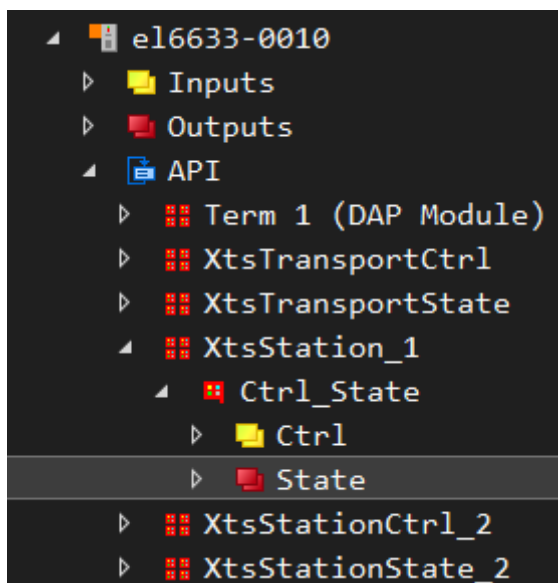 el6633-0010
Inputs
Outputs
API
Term 1 (DAP Module)
XtsTransportCtrl
XtsTransportState
XtsStation_1
Ctrl_State
Ctrl
State
XtsStationCtrl_2
XtsStationState_2